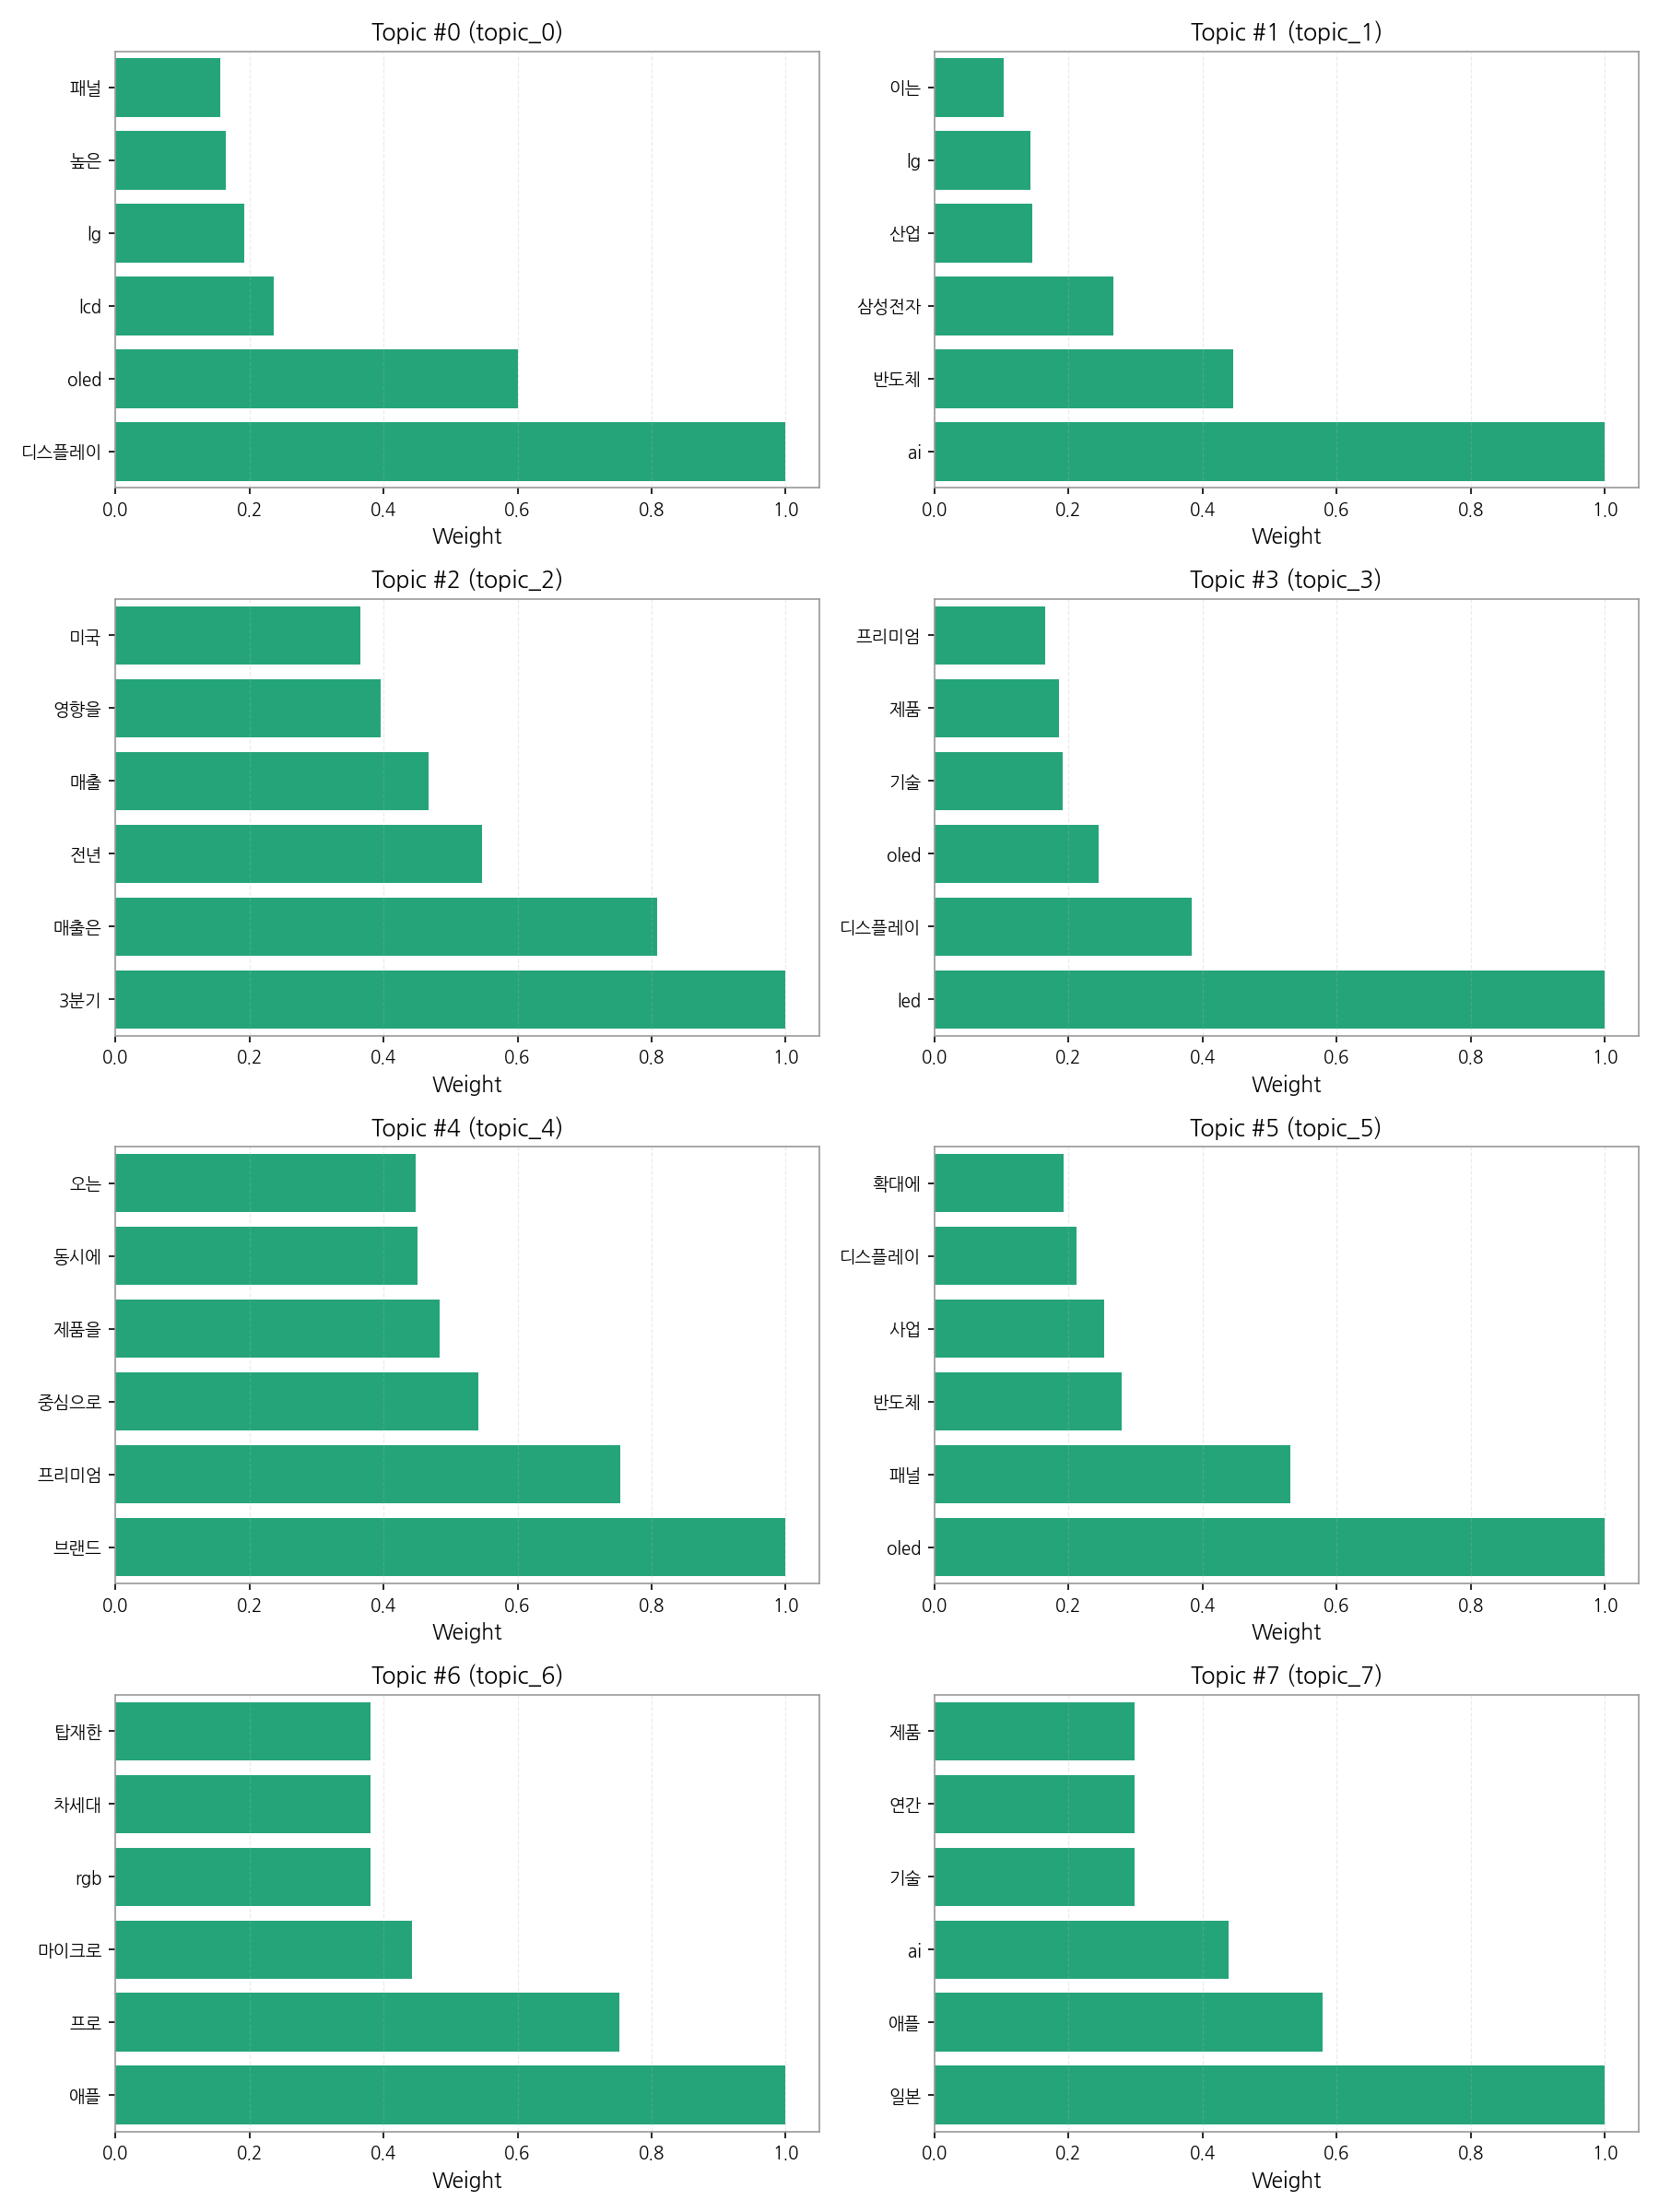 Topic #0 (topic_0)
패널
높은
lg
lcd
oled
디스플레이
0.0 0.2 0.4 0.6 0.8 1.0
Weight
Topic #1 (topic_1)
이는
lg
산업
삼성전자
반도체
ai
0.0 0.2 0.4 0.6 0.8 1.0
Weight
Topic #2 (topic_2)
미국
영향을
매출
전년
매출은
3분기
0.0 0.2 0.4 0.6 0.8 1.0
Weight
Topic #3 (topic_3)
프리미엄
제품
기술
oled
디스플레이
led
0.0 0.2 0.4 0.6 0.8 1.0
Weight
Topic #4 (topic_4)
오는
동시에
제품을
중심으로
프리미엄
브랜드
0.0 0.2 0.4 0.6 0.8 1.0
Weight
Topic #5 (topic_5)
확대에
디스플레이
사업
반도체
패널
oled
0.0 0.2 0.4 0.6 0.8 1.0
Weight
Topic #6 (topic_6)
탑재한
차세대
rgb
마이크로
프로
애플
0.0 0.2 0.4 0.6 0.8 1.0
Weight
Topic #7 (topic_7)
제품
연간
기술
ai
애플
일본
0.0 0.2 0.4 0.6 0.8 1.0
Weight